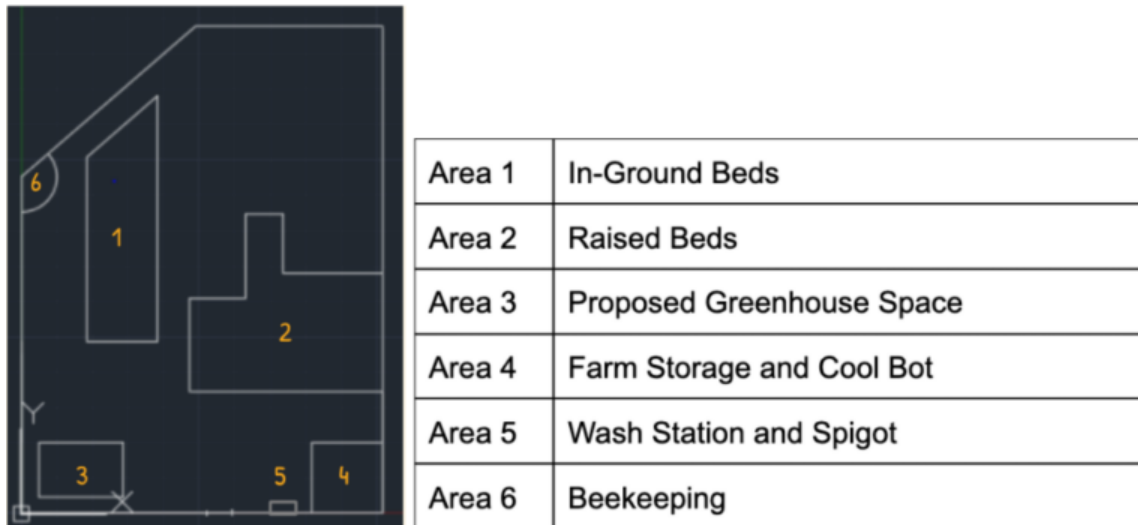 6
1
2
Y
3
X
5
4
Area 1 In-Ground Beds
Area 2 Raised Beds
Area 3 Proposed Greenhouse Space
Area 4 Farm Storage and Cool Bot
Area 5 Wash Station and Spigot
Area 6 Beekeeping